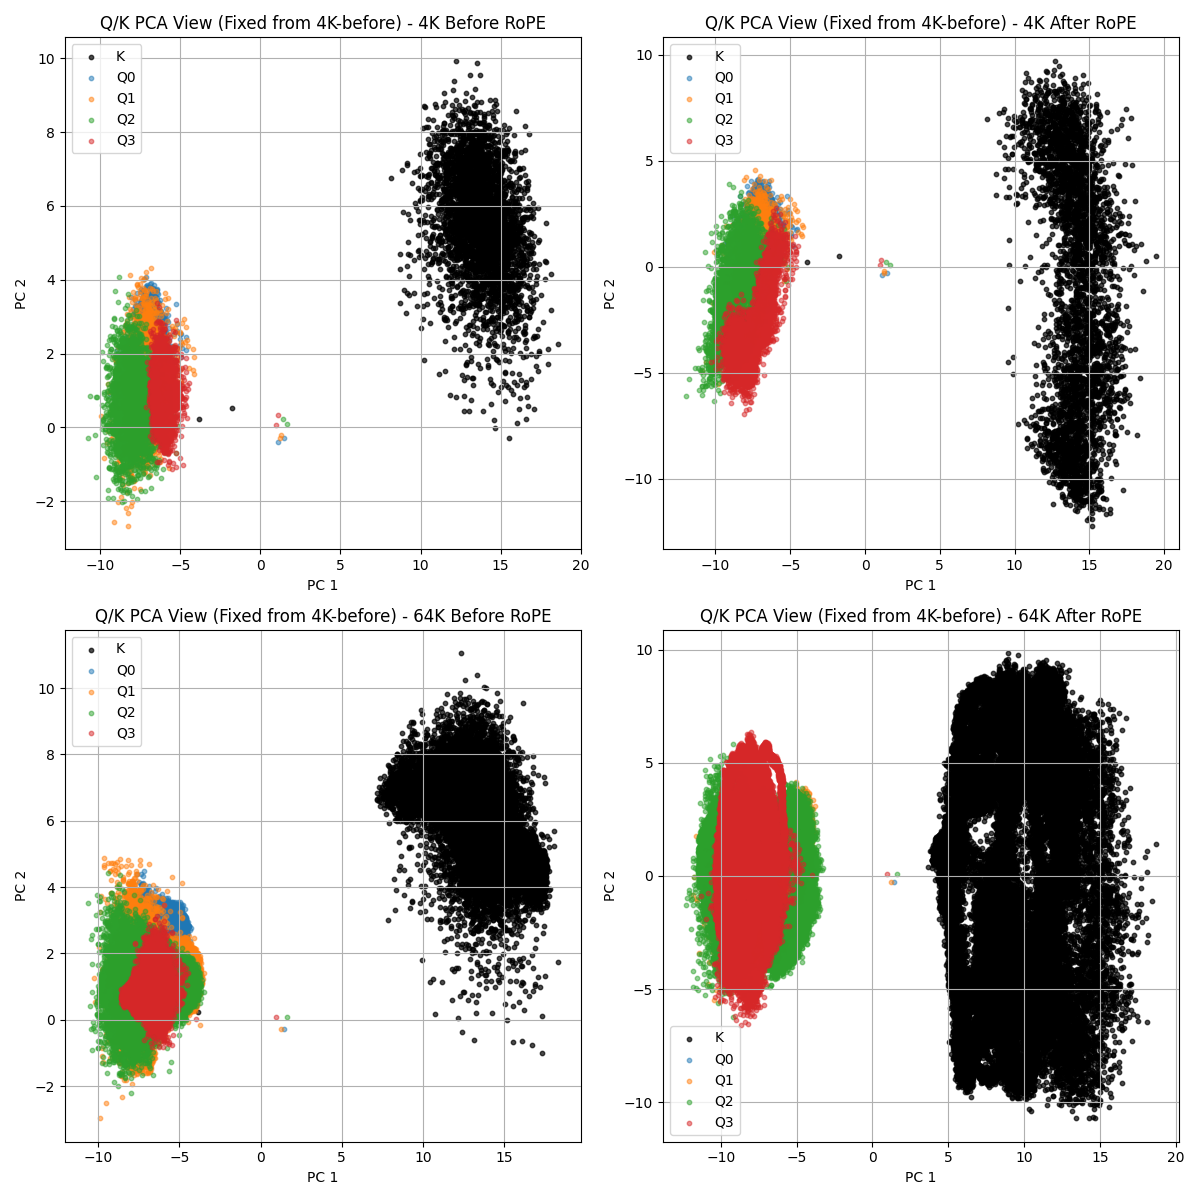 Q/K PCA View (Fixed from 4K-before) - 4K Before RoPE
10
8
6
4
2
0
−2
PC 2
K
Q0
Q1
Q2
Q3
−10
−5
0
5
10
15
20
PC 1
Q/K PCA View (Fixed from 4K-before) - 4K After RoPE
10
5
0
−5
−10
PC 2
K
Q0
Q1
Q2
Q3
−10
−5
0
5
10
15
20
PC 1
Q/K PCA View (Fixed from 4K-before) - 64K Before RoPE
10
8
6
4
2
0
−2
PC 2
K
Q0
Q1
Q2
Q3
−10
−5
0
5
10
15
PC 1
Q/K PCA View (Fixed from 4K-before) - 64K After RoPE
10
5
0
−5
−10
PC 2
K
Q0
Q1
Q2
Q3
−10
−5
0
5
10
15
20
PC 1